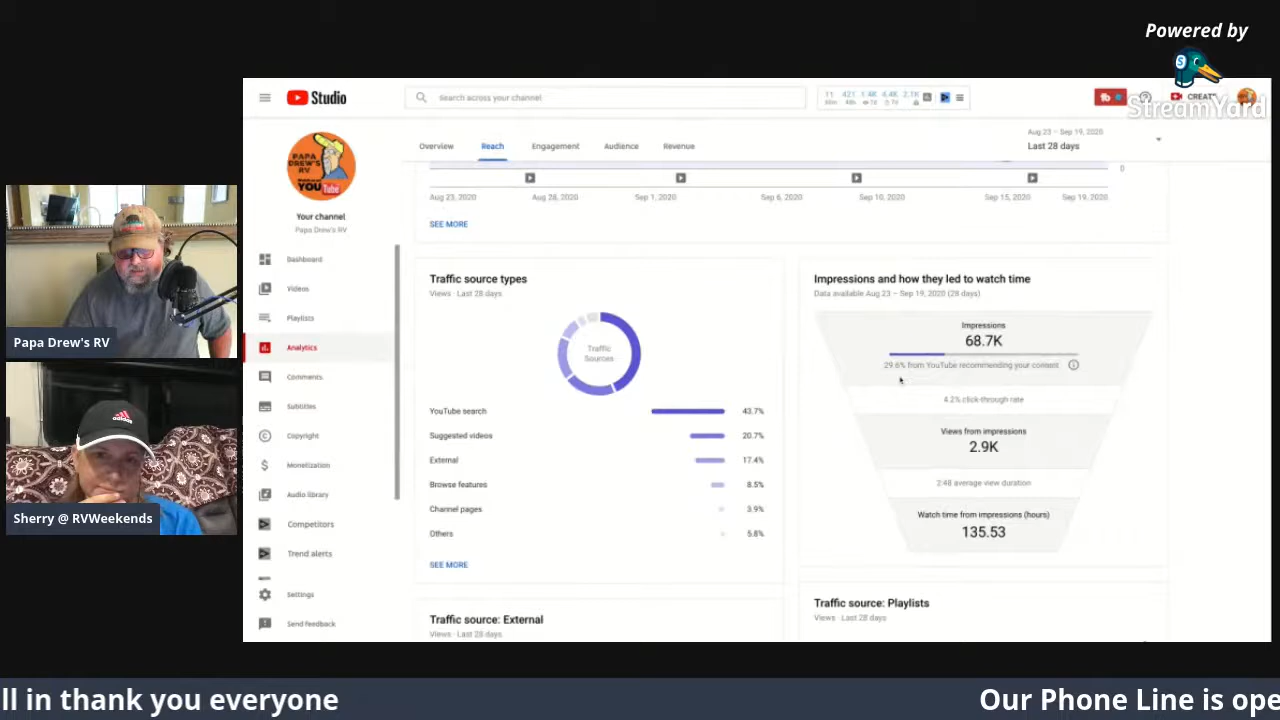 Powered by
StreamYard
Studio
Search across your channel
CREAT
Overview
Reach
Engagement
Audience
Revenue
Aug 23 – Sep 19, 2020
Last 28 days
PAPA
DREW'S
RV
YOU Tube
Your channel
Papa Drew's RV
Dashboard
Videos
Playlists
Analytics
Comments
Subtitles
Copyright
Monetization
Audio library
Competitors
Trend alerts
Settings
Send feedback
0
Aug 23, 2020
Aug 28, 2020
Sep 1, 2020
Sep 6, 2020
Sep 10, 2020
Sep 15, 2020
Sep 19, 2020
SEE MORE
Traffic source types
Views · Last 28 days
Traffic
Sources
YouTube search 43.7%
Suggested videos 20.7%
External 17.4%
Browse features 8.5%
Channel pages 3.9%
Others 5.8%
SEE MORE
Traffic source: External
Views · Last 28 days
Impressions and how they led to watch time
Data available Aug 23 – Sep 19, 2020 (28 days)
Impressions
68.7K
29.6% from YouTube recommending your content
4.2% click-through rate
Views from impressions
2.9K
2:48 average view duration
Watch time from impressions (hours)
135.53
Traffic source: Playlists
Views · Last 28 days
Papa Drew's RV
adidas
Jack RVWeekends
ll in thank you everyone
Our Phone Line is ope